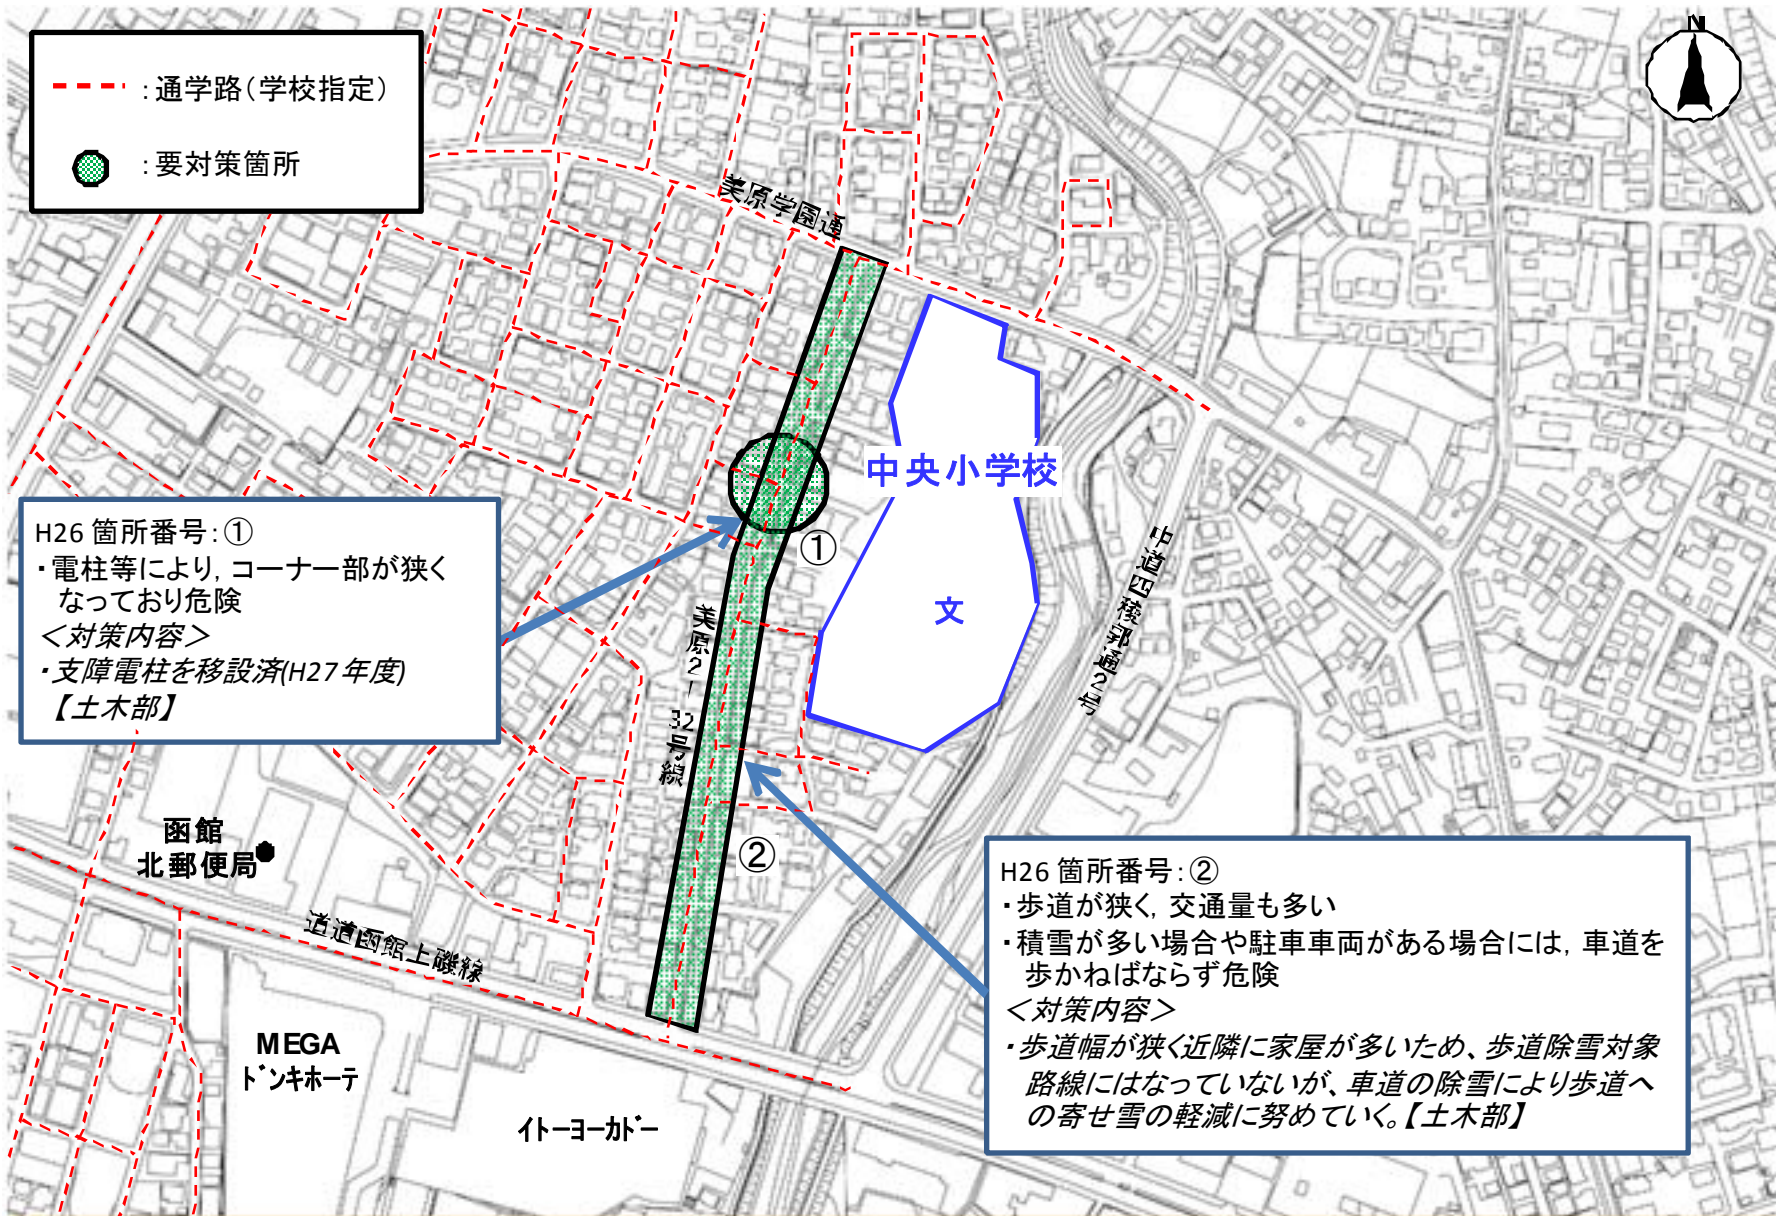 N
：通学路（学校指定）
：要対策箇所
美原学園通
中央小学校
文
①
H26 箇所番号：①
・電柱等により，コーナー部が狭く
なっており危険
＜対策内容＞
・支障電柱を移設済(H27年度)
【土木部】
美原2－32号線
中道四稜郭通2号
②
函館
北郵便局
道道函館上磯線
MEGA
ドンキホーテ
イトーヨーカドー
H26 箇所番号：②
・歩道が狭く，交通量も多い
・積雪が多い場合や駐車車両がある場合には，車道を
歩かねばならず危険
＜対策内容＞
・歩道幅が狭く近隣に家屋が多いため、歩道除雪対象
路線にはなっていないが、車道の除雪により歩道へ
の寄せ雪の軽減に努めていく。【土木部】